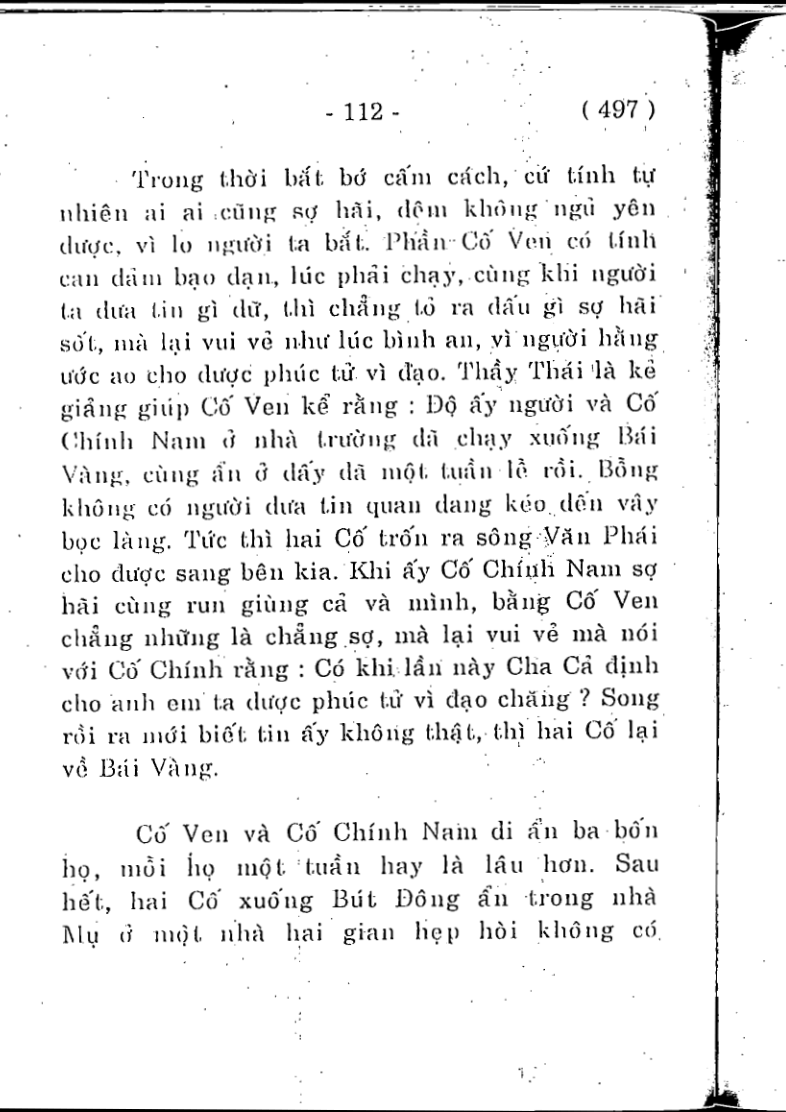 - 112 -
( 497 )
Trong thời bắt bớ cấm cách, cứ tính tự
nhiên ai ai cũng sợ hãi, đêm không ngủ yên
được, vì lo người ta bắt. Phần Cố Ven có tính
can đảm bạo dạn, lúc phải chạy, cùng khi người
ta đưa tin gì dữ, thì chẳng tỏ ra dấu gì sợ hãi
sốt, mà lại vui vẻ như lúc bình an, vì người hằng
ước ao cho được phúc tử vì đạo. Thầy Thái là kẻ
giảng giúp Cố Ven kể rằng : Độ ấy người và Cố
Chính Nam ở nhà trường đã chạy xuống Bái
Vàng, cùng ẩn ở đấy đã một tuần lễ rồi. Bỗng
không có người đưa tin quan đang kéo đến vây
bọc làng. Tức thì hai Cố trốn ra sông Văn Phái
cho được sang bên kia. Khi ấy Cố Chính Nam sợ
hãi cùng run giùng cả và mình, bằng Cố Ven
chẳng những là chẳng sợ, mà lại vui vẻ mà nói
với Cố Chính rằng : Có khi lần này Cha Cả định
cho anh em ta được phúc tử vì đạo chăng ? Song
rồi ra mới biết tin ấy không thật, thì hai Cố lại
về Bái Vàng.
Cố Ven và Cố Chính Nam đi ẩn ba bốn
họ, mỗi họ một tuần hay là lâu hơn. Sau
hết, hai Cố xuống Bút Đông ẩn trong nhà
Mụ ở một nhà hai gian hẹp hòi không có